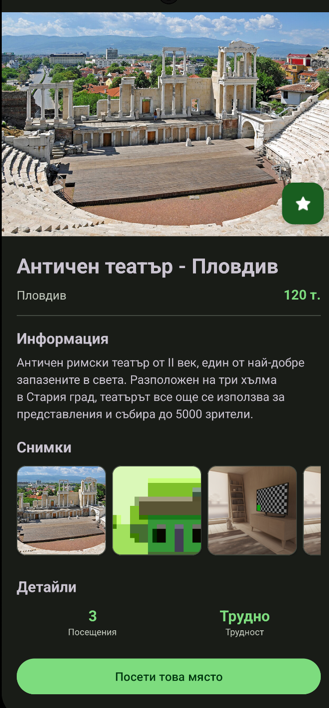 Античен театър - Пловдив
Пловдив
120 т.
Информация
Античен римски театър от II век, един от най-добре
запазените в света. Разположен на три хълма
в Стария град, театърът все още се използва за
представления и събира до 5000 зрители.
Снимки
Детайли
3
Посещения
Трудно
Трудност
Посети това място